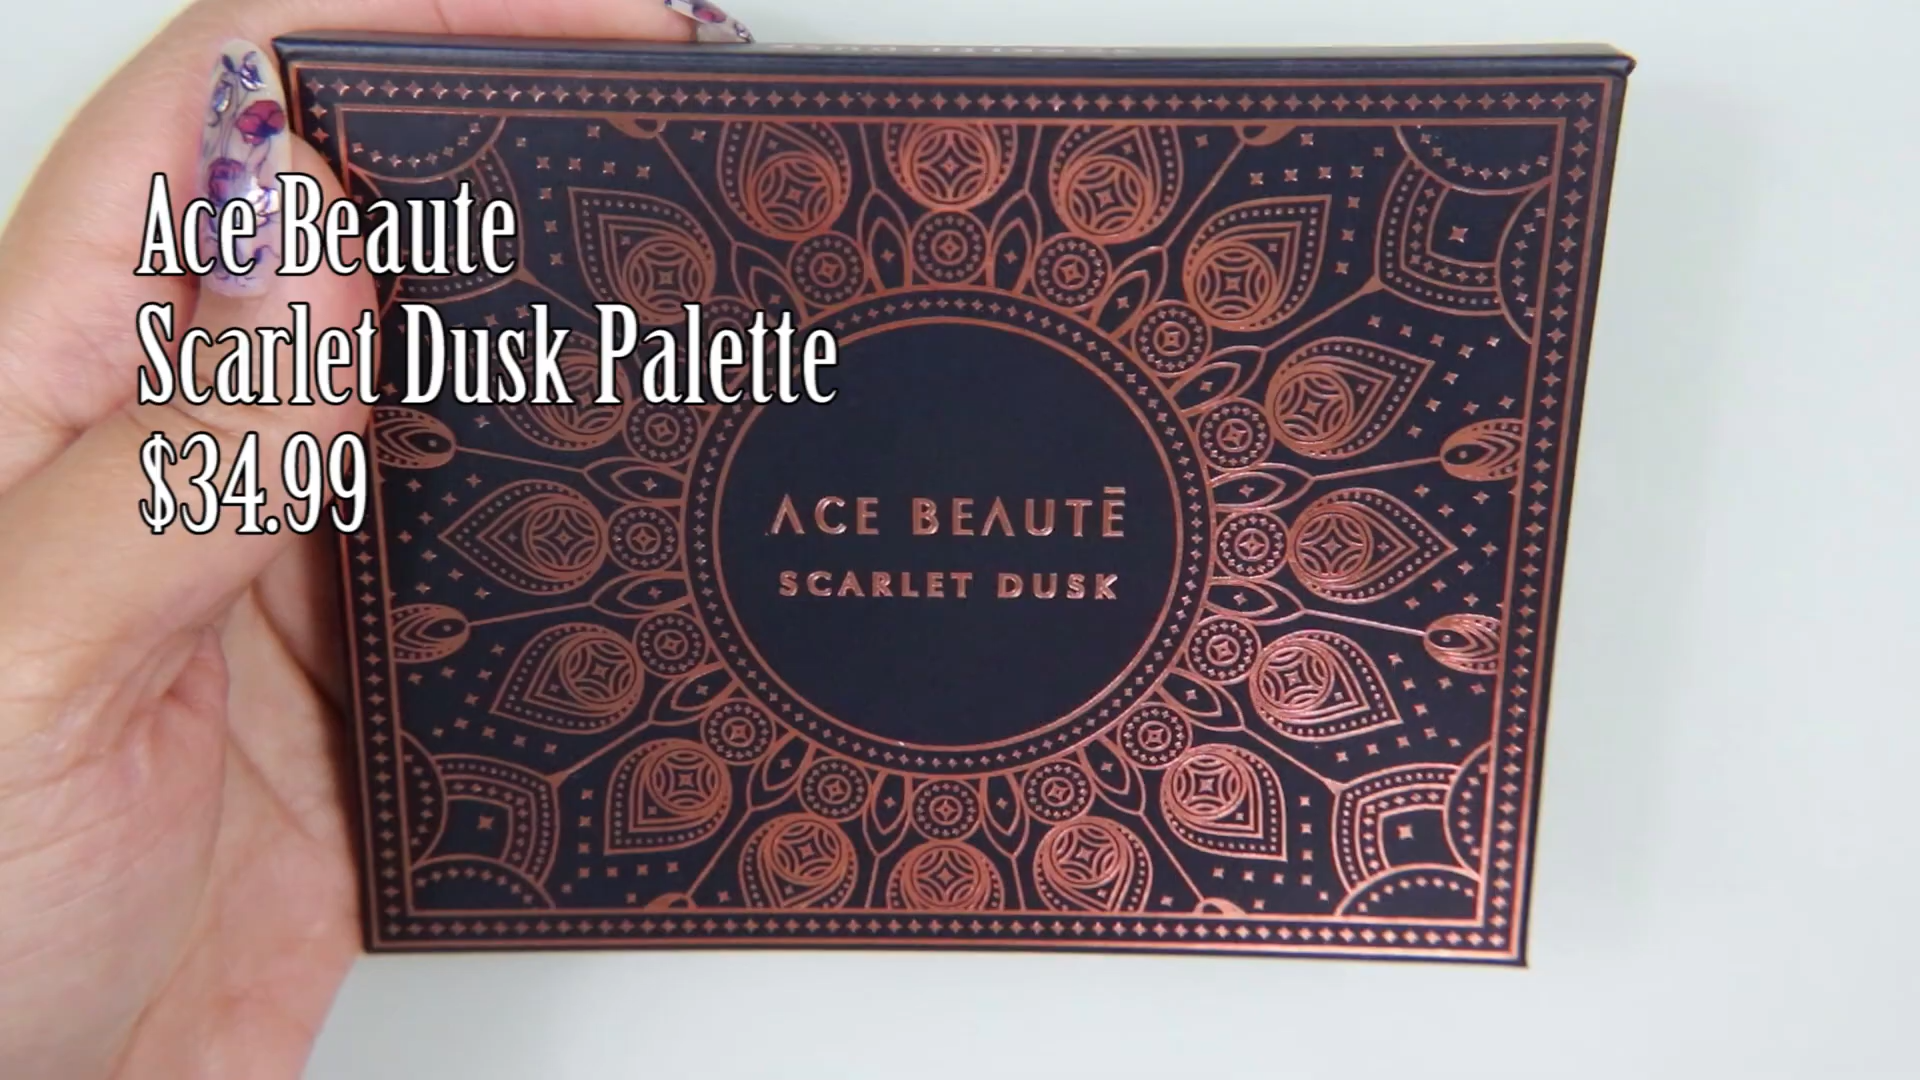 Ace Beaute
Scarlet Dusk Palette
$34.99
ACE BEAUTĒ
SCARLET DUSK